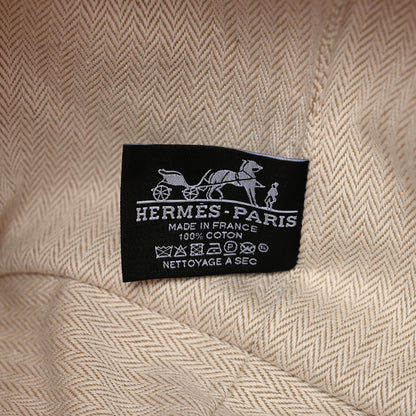 HERMÈS-PARIS
MADE IN FRANCE
100% COTON
NETTOYAGE A SEC